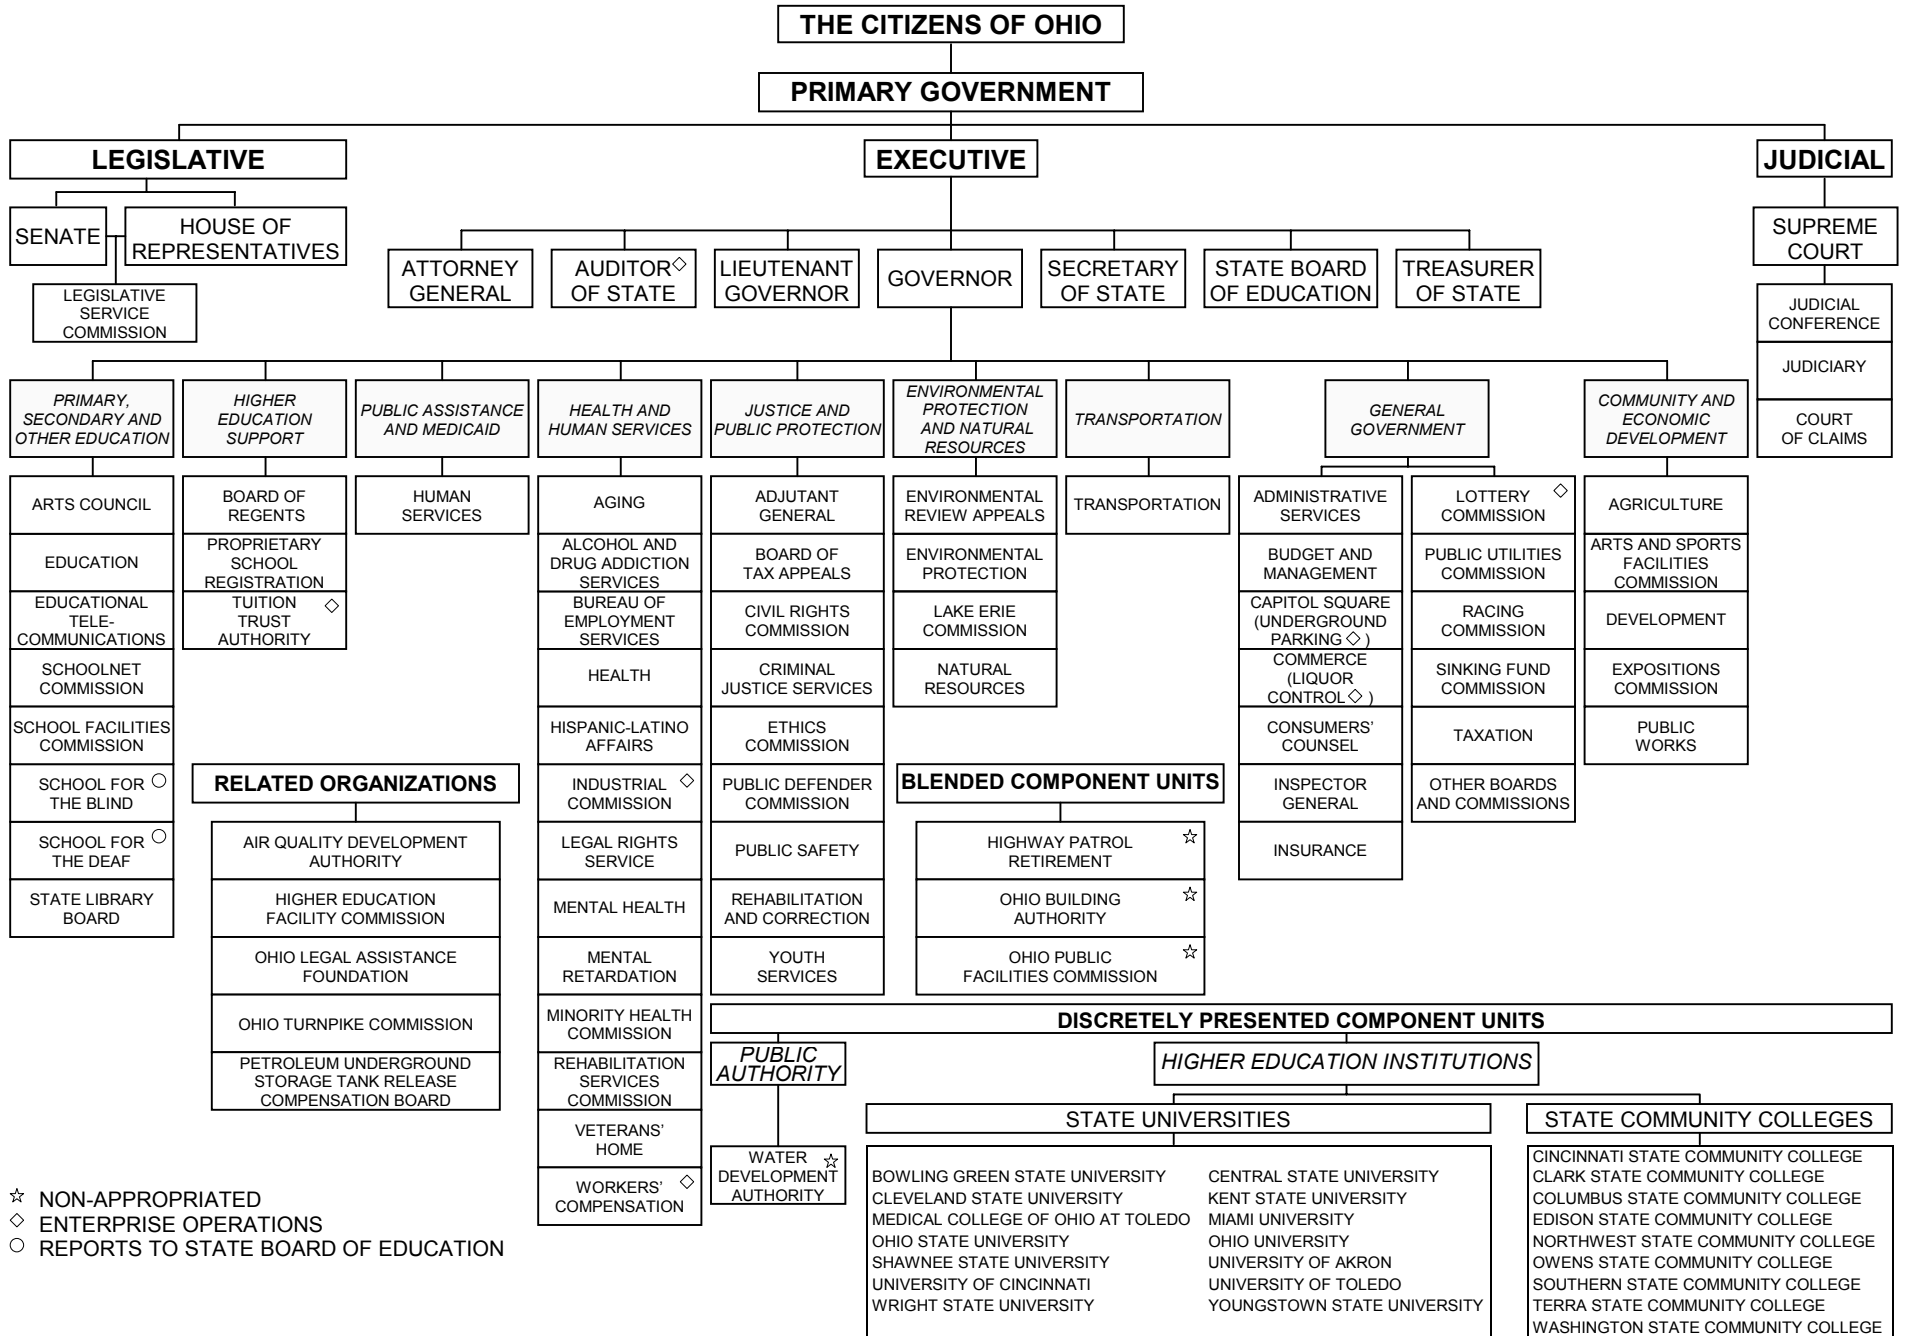 THE CITIZENS OF OHIO
PRIMARY GOVERNMENT
LEGISLATIVE
EXECUTIVE
JUDICIAL
SENATE
HOUSE OF
REPRESENTATIVES
LEGISLATIVE
SERVICE
COMMISSION
ATTORNEY
GENERAL
AUDITOR◇
OF STATE
LIEUTENANT
GOVERNOR
GOVERNOR
SECRETARY
OF STATE
STATE BOARD
OF EDUCATION
TREASURER
OF STATE
SUPREME
COURT
JUDICIAL
CONFERENCE
JUDICIARY
COURT
OF CLAIMS
PRIMARY,
SECONDARY AND
OTHER EDUCATION
ARTS COUNCIL
EDUCATION
EDUCATIONAL
TELE-
COMMUNICATIONS
SCHOOLNET
COMMISSION
SCHOOL FACILITIES
COMMISSION
SCHOOL FOR ○
THE BLIND
SCHOOL FOR ○
THE DEAF
STATE LIBRARY
BOARD
HIGHER
EDUCATION
SUPPORT
BOARD OF
REGENTS
PROPRIETARY
SCHOOL
REGISTRATION
TUITION ◇
TRUST
AUTHORITY
PUBLIC ASSISTANCE
AND MEDICAID
HUMAN
SERVICES
HEALTH AND
HUMAN SERVICES
AGING
ALCOHOL AND
DRUG ADDICTION
SERVICES
BUREAU OF
EMPLOYMENT
SERVICES
HEALTH
HISPANIC-LATINO
AFFAIRS
INDUSTRIAL ◇
COMMISSION
LEGAL RIGHTS
SERVICE
MENTAL HEALTH
MENTAL
RETARDATION
MINORITY HEALTH
COMMISSION
REHABILITATION
SERVICES
COMMISSION
VETERANS'
HOME
WORKERS' ◇
COMPENSATION
JUSTICE AND
PUBLIC PROTECTION
ADJUTANT
GENERAL
BOARD OF
TAX APPEALS
CIVIL RIGHTS
COMMISSION
CRIMINAL
JUSTICE SERVICES
ETHICS
COMMISSION
PUBLIC DEFENDER
COMMISSION
PUBLIC SAFETY
REHABILITATION
AND CORRECTION
YOUTH
SERVICES
ENVIRONMENTAL
PROTECTION
AND NATURAL
RESOURCES
ENVIRONMENTAL
REVIEW APPEALS
ENVIRONMENTAL
PROTECTION
LAKE ERIE
COMMISSION
NATURAL
RESOURCES
TRANSPORTATION
TRANSPORTATION
GENERAL
GOVERNMENT
ADMINISTRATIVE
SERVICES
BUDGET AND
MANAGEMENT
CAPITOL SQUARE
(UNDERGROUND
PARKING ◇ )
COMMERCE
(LIQUOR
CONTROL◇ )
CONSUMERS'
COUNSEL
INSPECTOR
GENERAL
INSURANCE
LOTTERY ◇
COMMISSION
PUBLIC UTILITIES
COMMISSION
RACING
COMMISSION
SINKING FUND
COMMISSION
TAXATION
OTHER BOARDS
AND COMMISSIONS
COMMUNITY AND
ECONOMIC
DEVELOPMENT
AGRICULTURE
ARTS AND SPORTS
FACILITIES
COMMISSION
DEVELOPMENT
EXPOSITIONS
COMMISSION
PUBLIC
WORKS
RELATED ORGANIZATIONS
AIR QUALITY DEVELOPMENT
AUTHORITY
HIGHER EDUCATION
FACILITY COMMISSION
OHIO LEGAL ASSISTANCE
FOUNDATION
OHIO TURNPIKE COMMISSION
PETROLEUM UNDERGROUND
STORAGE TANK RELEASE
COMPENSATION BOARD
BLENDED COMPONENT UNITS
HIGHWAY PATROL ☆
RETIREMENT
OHIO BUILDING ☆
AUTHORITY
OHIO PUBLIC ☆
FACILITIES COMMISSION
DISCRETELY PRESENTED COMPONENT UNITS
PUBLIC
AUTHORITY
WATER ☆
DEVELOPMENT
AUTHORITY
HIGHER EDUCATION INSTITUTIONS
STATE UNIVERSITIES
BOWLING GREEN STATE UNIVERSITY
CLEVELAND STATE UNIVERSITY
MEDICAL COLLEGE OF OHIO AT TOLEDO
OHIO STATE UNIVERSITY
SHAWNEE STATE UNIVERSITY
UNIVERSITY OF CINCINNATI
WRIGHT STATE UNIVERSITY
CENTRAL STATE UNIVERSITY
KENT STATE UNIVERSITY
MIAMI UNIVERSITY
OHIO UNIVERSITY
UNIVERSITY OF AKRON
UNIVERSITY OF TOLEDO
YOUNGSTOWN STATE UNIVERSITY
STATE COMMUNITY COLLEGES
CINCINNATI STATE COMMUNITY COLLEGE
CLARK STATE COMMUNITY COLLEGE
COLUMBUS STATE COMMUNITY COLLEGE
EDISON STATE COMMUNITY COLLEGE
NORTHWEST STATE COMMUNITY COLLEGE
OWENS STATE COMMUNITY COLLEGE
SOUTHERN STATE COMMUNITY COLLEGE
TERRA STATE COMMUNITY COLLEGE
WASHINGTON STATE COMMUNITY COLLEGE
☆ NON-APPROPRIATED
◇ ENTERPRISE OPERATIONS
○ REPORTS TO STATE BOARD OF EDUCATION